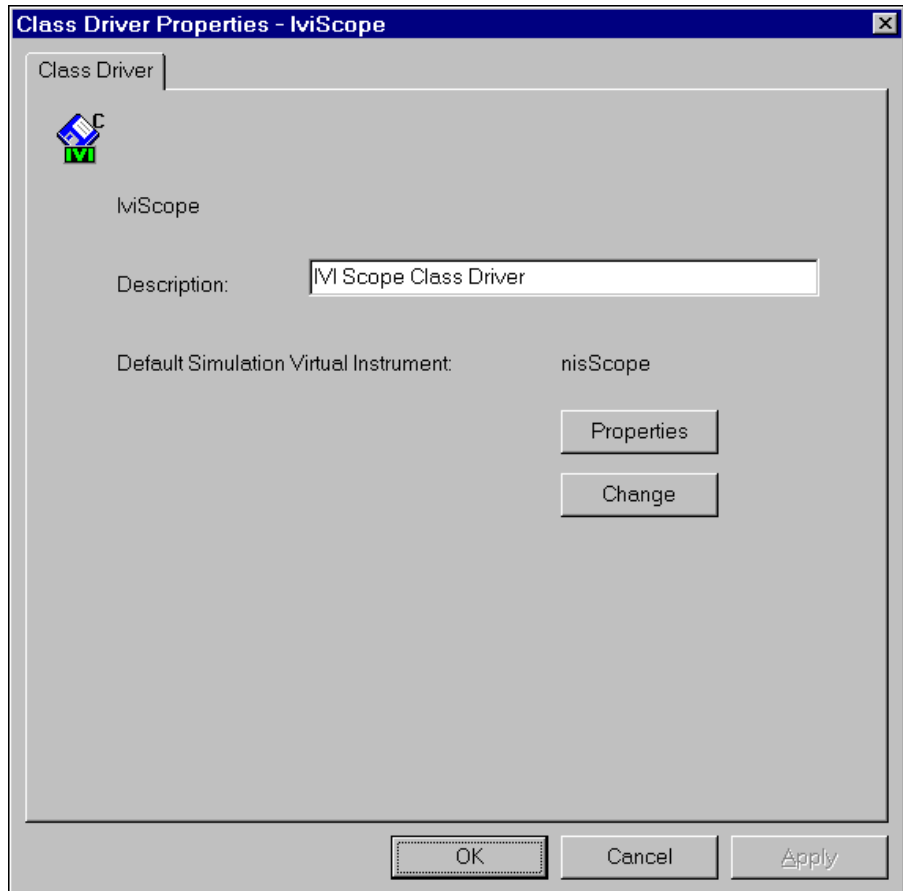 Class Driver Properties - IviScope
Class Driver
C
IVI
IviScope
Description: IVI Scope Class Driver
Default Simulation Virtual Instrument: nisScope
Properties
Change
OK Cancel Apply